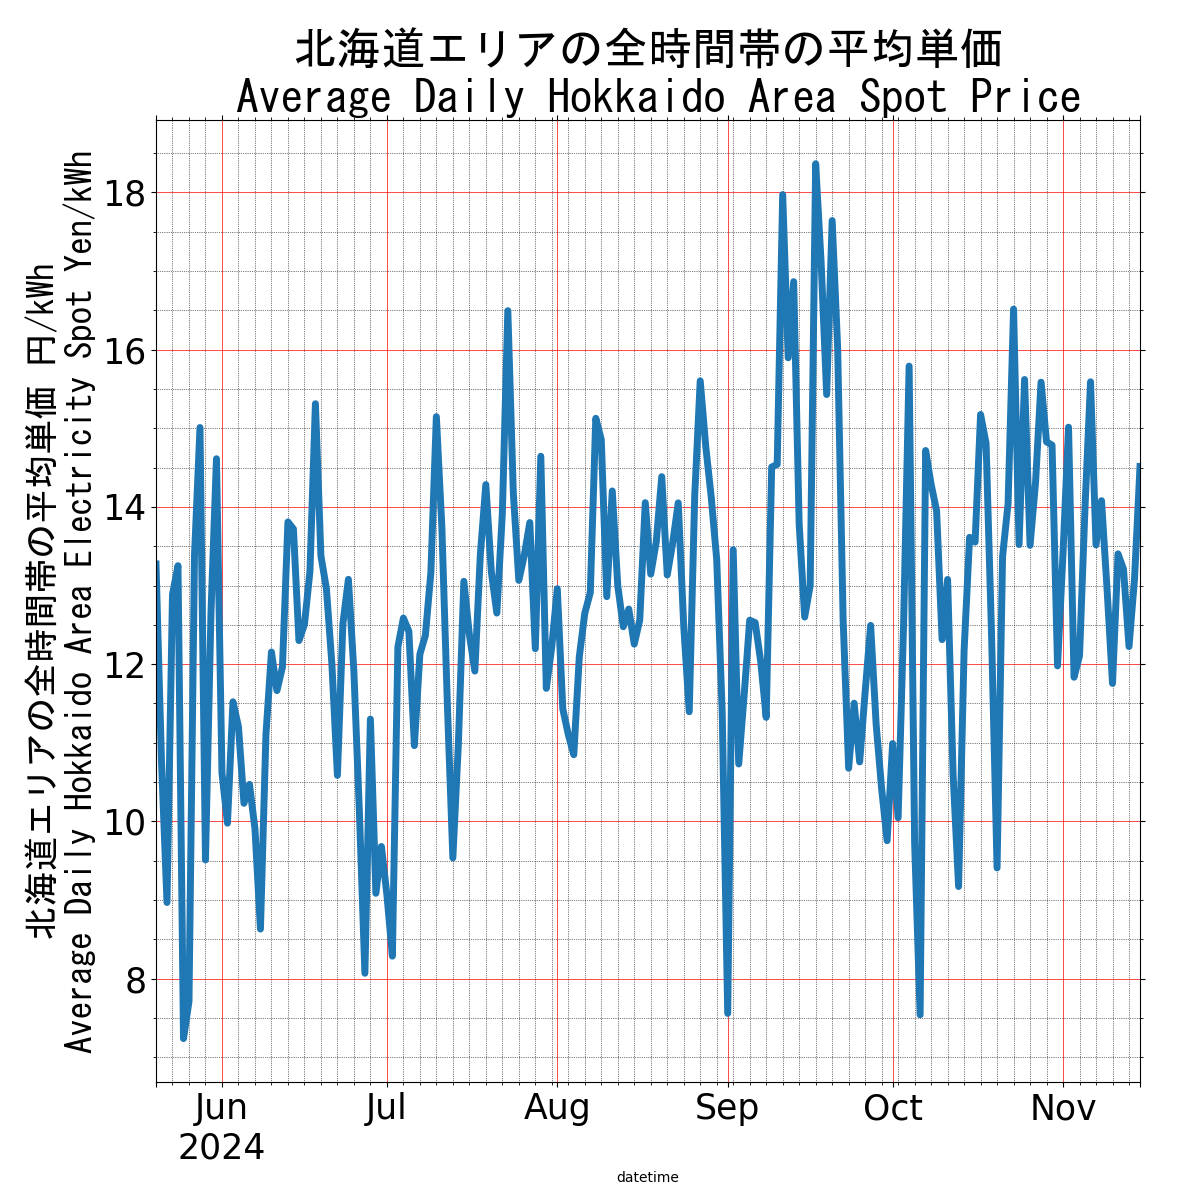 北海道エリアの全時間帯の平均単価
Average Daily Hokkaido Area Spot Price
北海道エリアの全時間帯の平均単価 円/kWh
Average Daily Hokkaido Area Electricity Spot Yen/kWh
18
16
14
12
10
8
Jun
2024
Jul
Aug
Sep
Oct
Nov
datetime